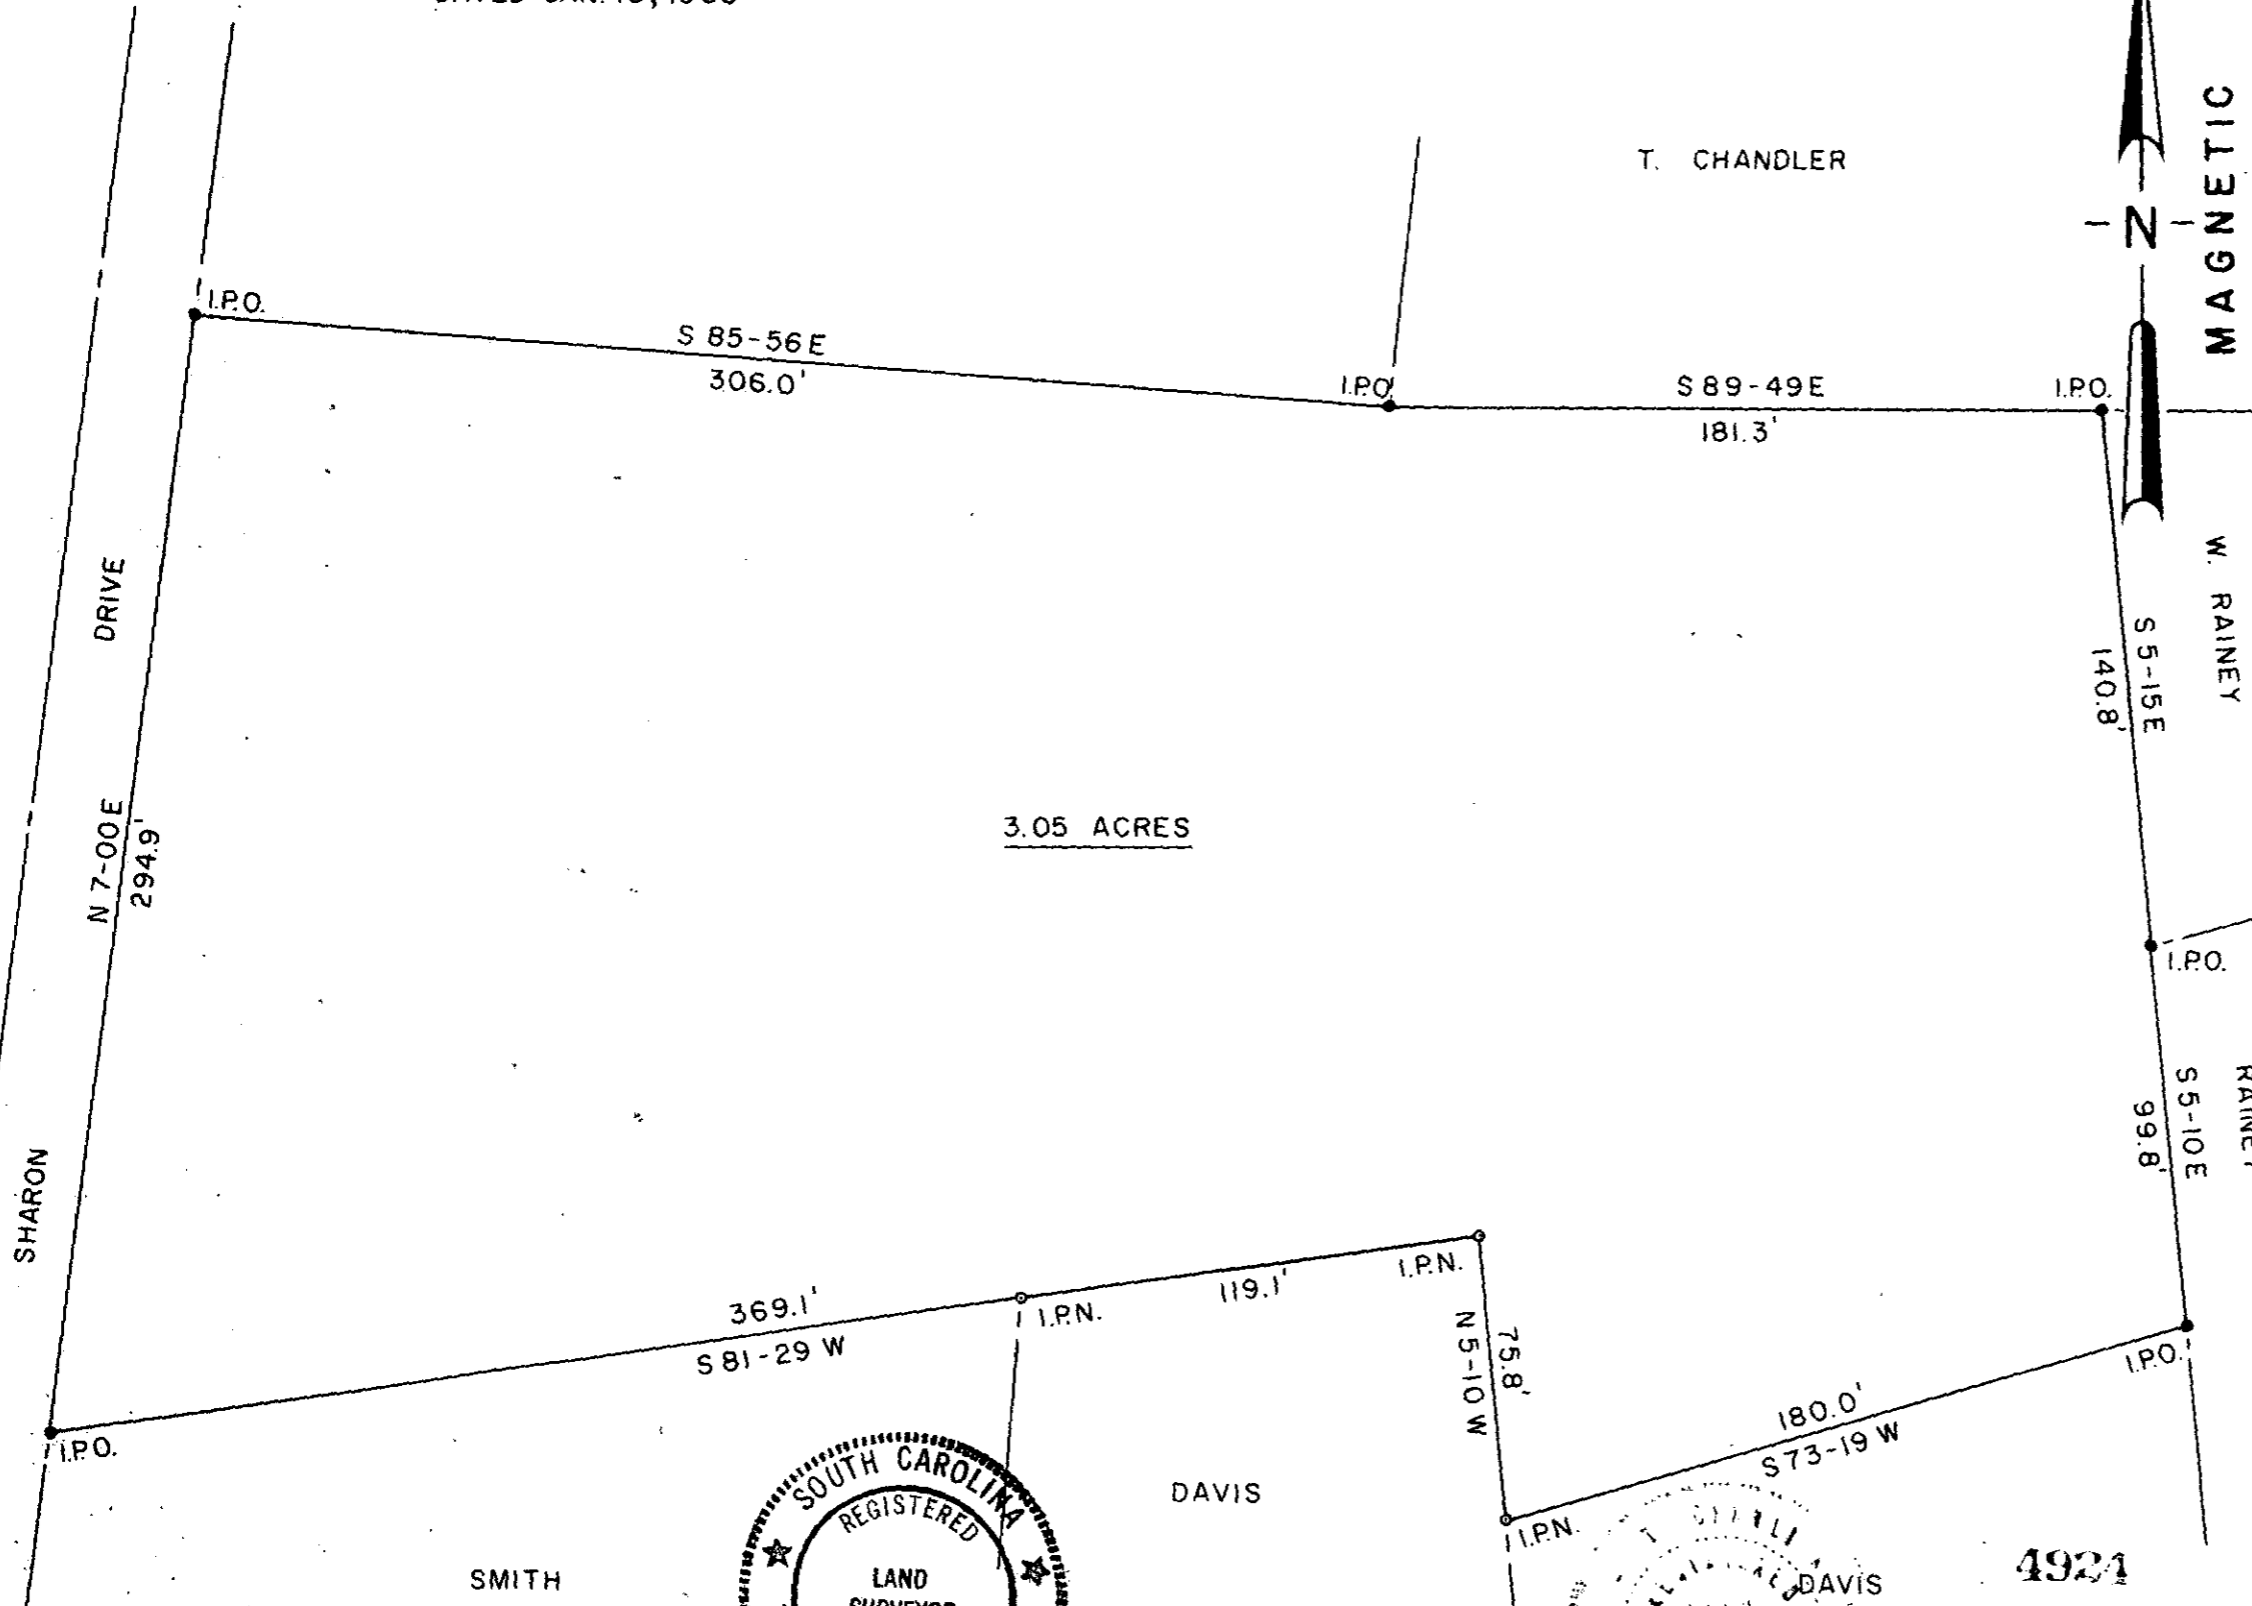 T. CHANDLER
MAGNETIC
N
I.P.O.
S 85-56 E
306.0'
I.P.O.
S 89-49 E
181.3'
I.P.O.
W. RAINEY
S 5-15 E
140.8'
DRIVE
N 7-00 E
294.9'
3.05 ACRES
I.P.O.
S 5-10 E
99.8'
SHARON
369.1'
S 81-29 W
I.P.N.
119.1'
I.P.N.
N 5-10 W
75.8'
180.0'
S 73-19 W
I.P.O.
I.P.O.
I.P.N.
SMITH
DAVIS
DAVIS
SOUTH CAROLINA
REGISTERED
LAND
SURVEYOR
4924